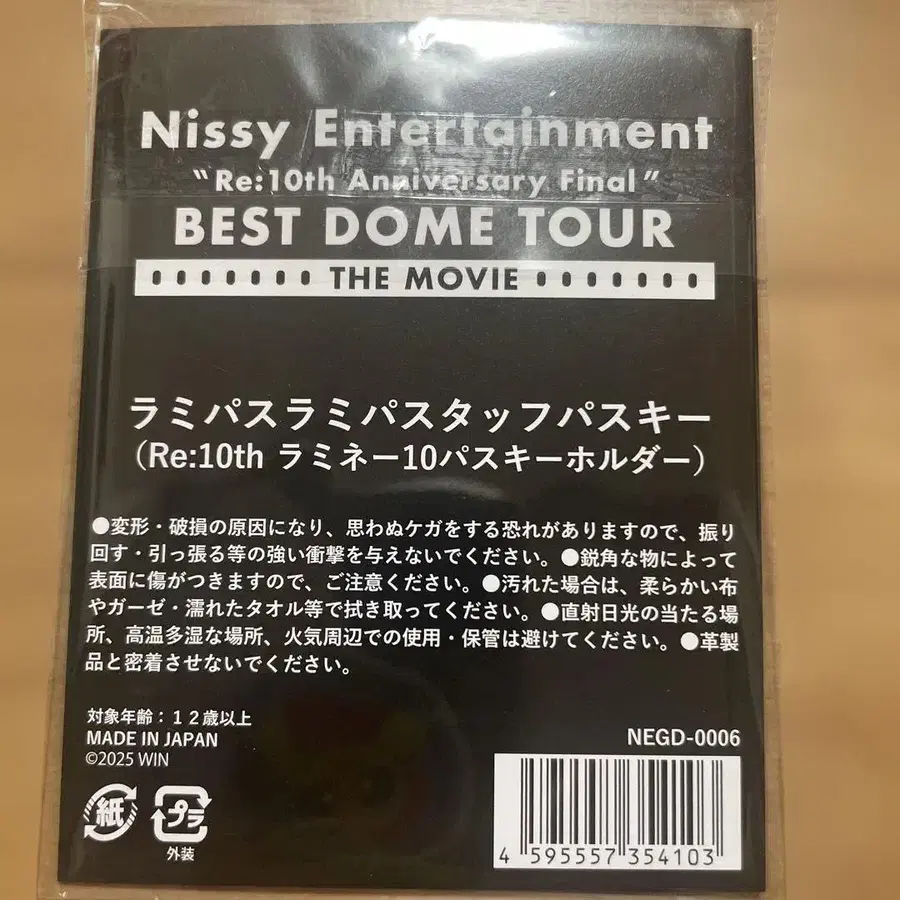 Nissy Entertainment
"Re:10th Anniversary Final"
BEST DOME TOUR
THE MOVIE
ラミパスラミパスタッフパスキー
（Re:10th ラミネー10パスキーホルダー）
●変形・破損の原因になり、思わぬケガをする恐れがありますので、振り
回す・引っ張る等の強い衝撃を与えないでください。●鋭角な物によって
表面に傷がつきますので、ご注意ください。●汚れた場合は、柔らかい布
やガーゼ・濡れたタオル等で拭き取ってください。●直射日光の当たる場
所、高温多湿な場所、火気周辺での使用・保管は避けてください。●革製
品と密着させないでください。
対象年齢：１２歳以上
MADE IN JAPAN
©2025 WIN
NEGD-0006
紙
プラ
外装
4 595557 354103